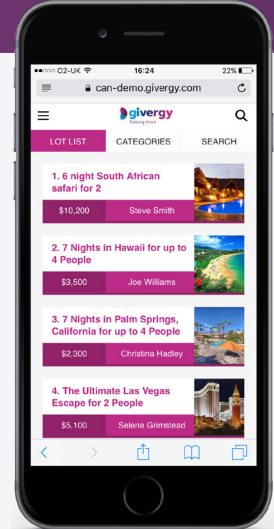 O2-UK 16:24 22%
can-demo.givergy.com
givergy
Raising more
LOT LIST CATEGORIES SEARCH
1. 6 night South African
safari for 2
$10,200 Steve Smith
2. 7 Nights in Hawaii for up to
4 People
$3,500 Joe Williams
3. 7 Nights in Palm Springs,
California for up to 4 People
$2,300 Christina Hadley
4. The Ultimate Las Vegas
Escape for 2 People
$5,100 Selene Grimstead